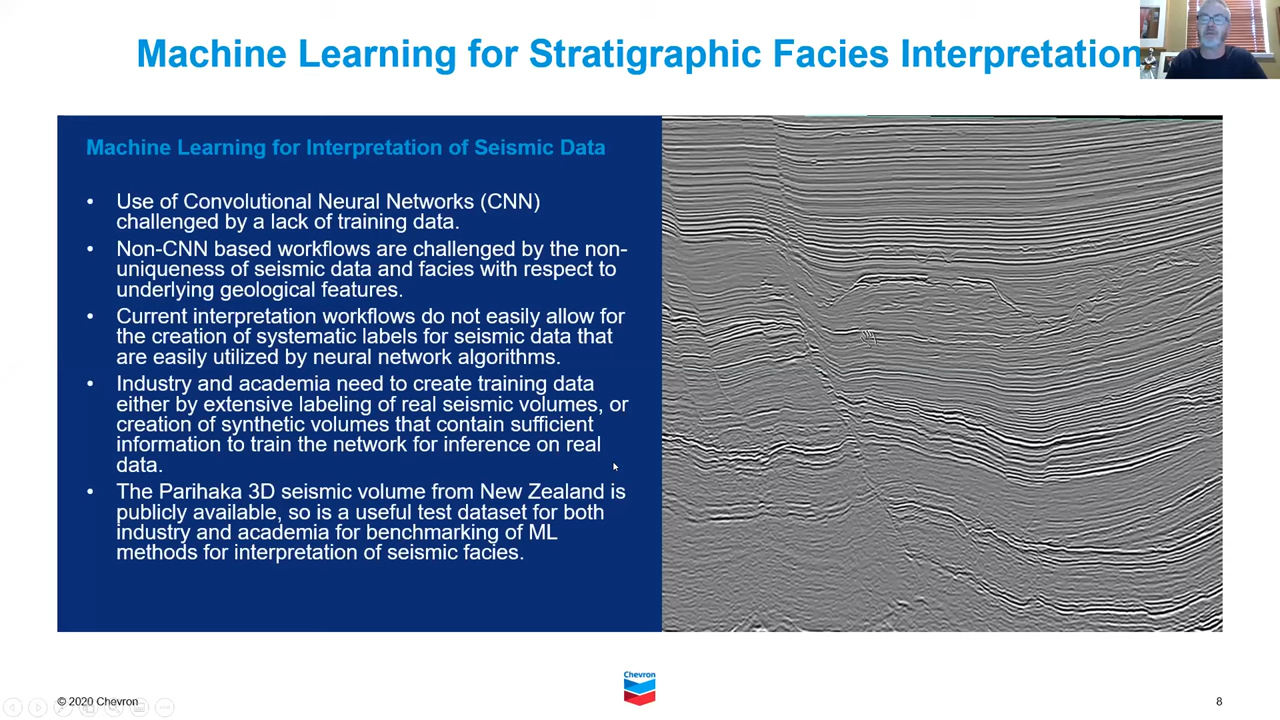 Machine Learning for Stratigraphic Facies Interpretation
Machine Learning for Interpretation of Seismic Data
• Use of Convolutional Neural Networks (CNN)
challenged by a lack of training data.
• Non-CNN based workflows are challenged by the non-
uniqueness of seismic data and facies with respect to
underlying geological features.
• Current interpretation workflows do not easily allow for
the creation of systematic labels for seismic data that
are easily utilized by neural network algorithms.
• Industry and academia need to create training data
either by extensive labeling of real seismic volumes, or
creation of synthetic volumes that contain sufficient
information to train the network for inference on real
data.
• The Parihaka 3D seismic volume from New Zealand is
publicly available, so is a useful test dataset for both
industry and academia for benchmarking of ML
methods for interpretation of seismic facies.
© 2020 Chevron
Chevron
8